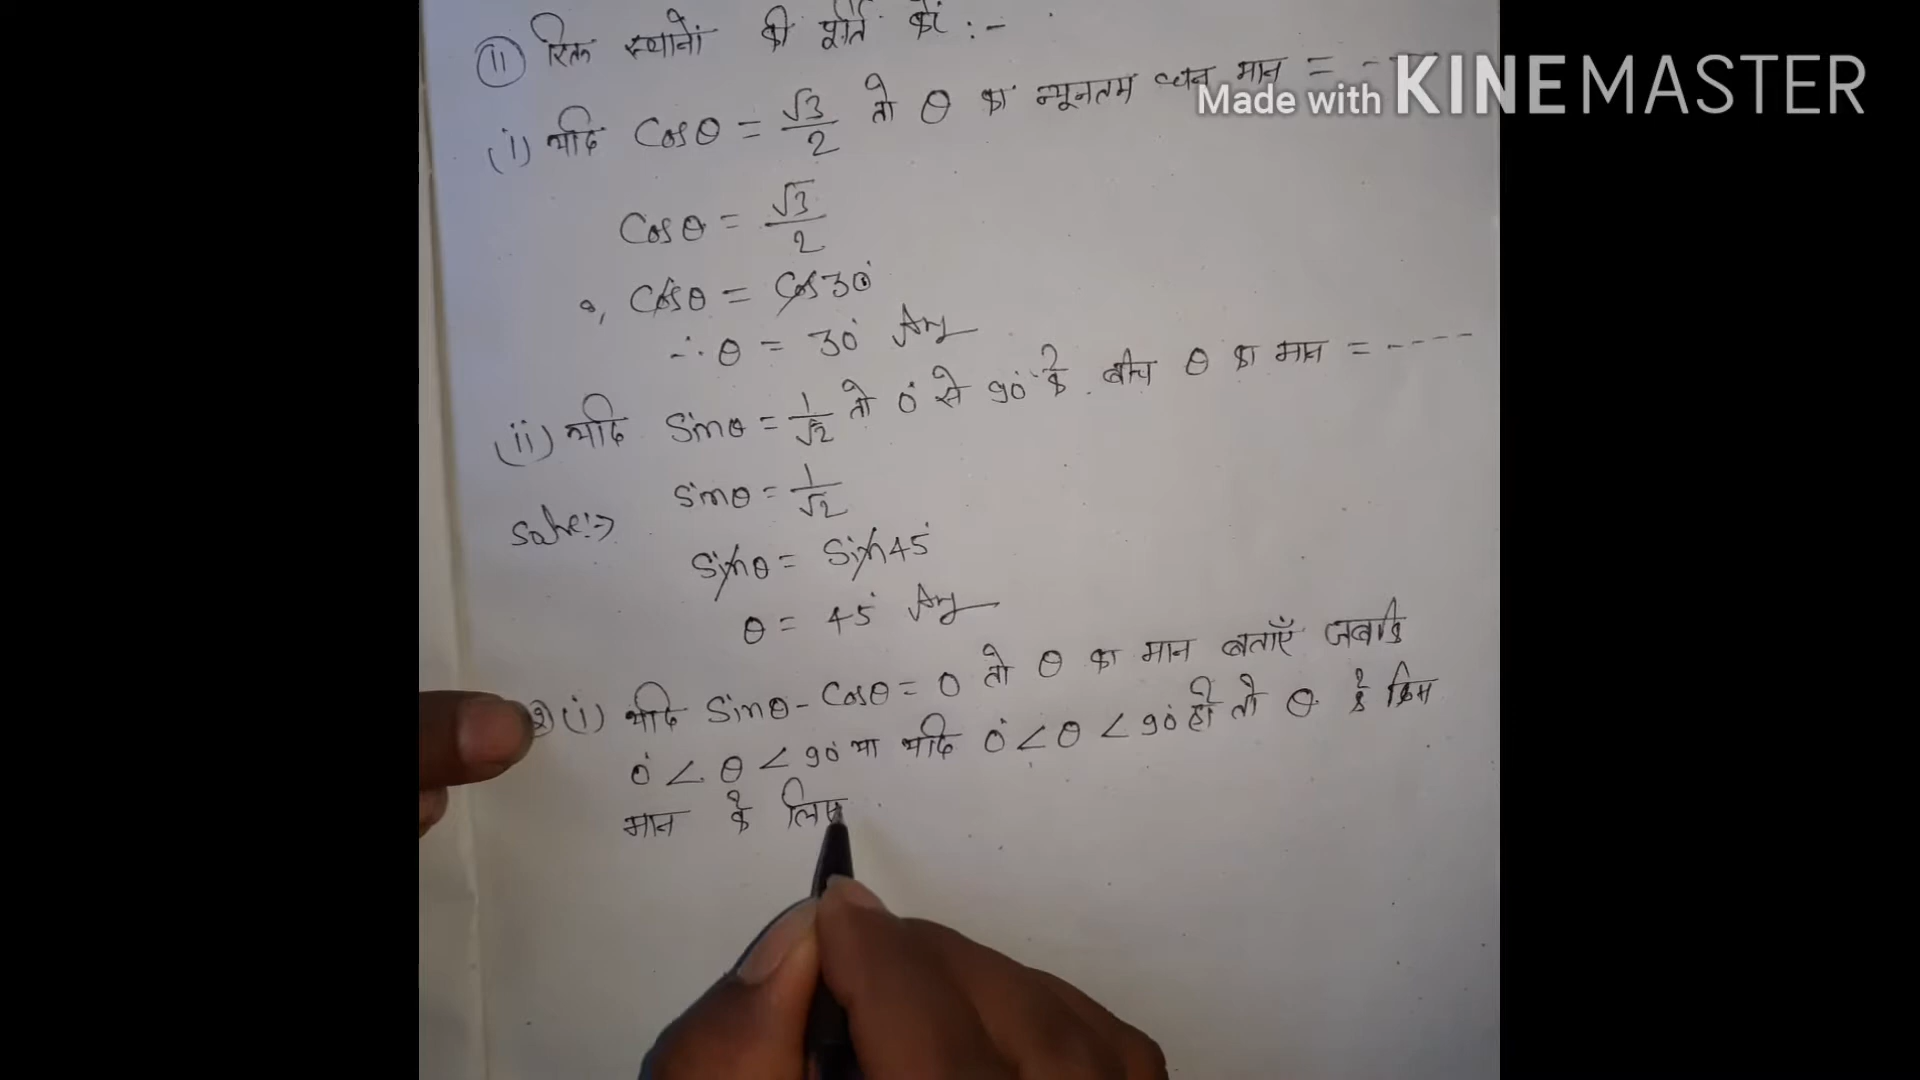 (11) रिक्त स्थानों की पूर्ति करें :-
(i) यदि Cosθ = √3/2 तो θ का न्यूनतम धन मान = --
Made with KINEMASTER
Cosθ = √3/2
Cosθ = Cos30°
∴ θ = 30° Ans
(ii) यदि Sinθ = 1/√2 तो 0° से 90° के बीच θ का मान = ----
Sinθ = 1/√2
Solve:→
Sinθ = Sin45°
θ = 45° Ans
(i) यदि Sinθ - Cosθ = 0 तो θ का मान बताएँ जबकि
0° < θ < 90° या यदि 0° < θ < 90° हो तो θ के किस
मान के लिए